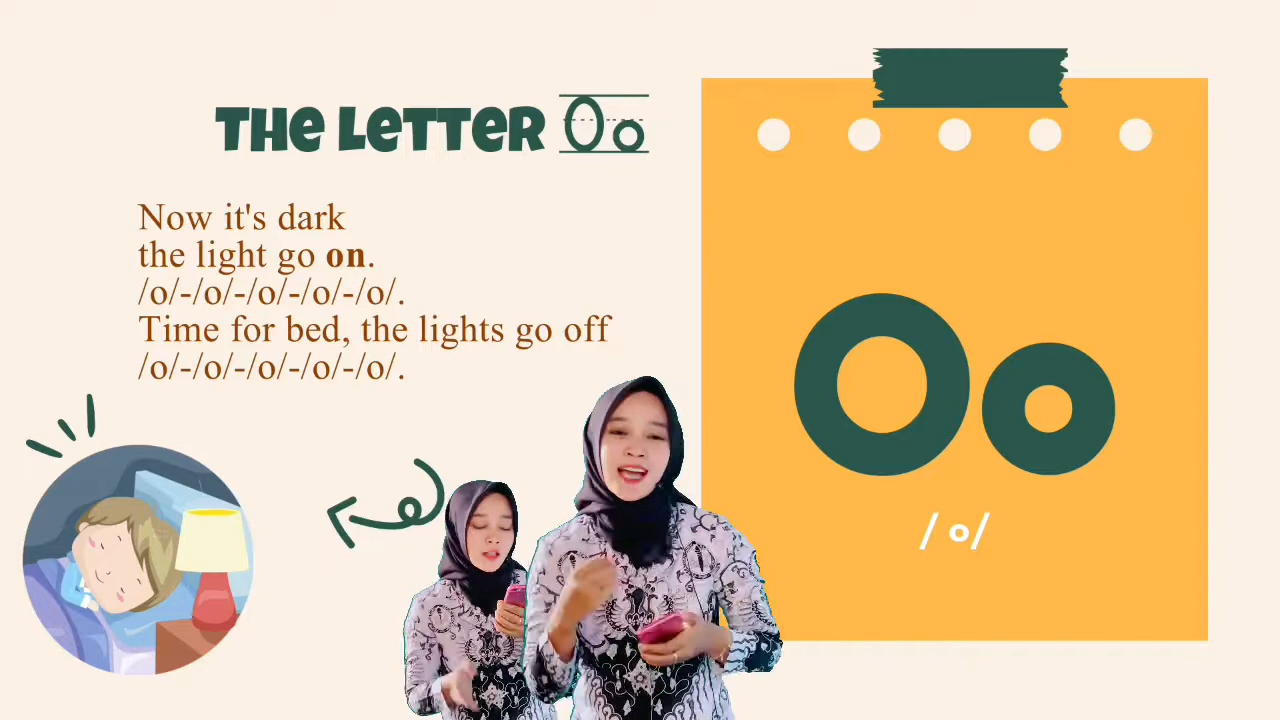 THE LETTER Oo
Now it's dark
the light go on.
/o/-/o/-/o/-/o/-/o/.
Time for bed, the lights go off
/o/-/o/-/o/-/o/-/o/.
Oo
/ o/